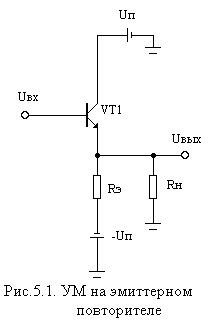 Uп
Uвх
VT1
Uвых
Rэ
Rн
-Uп
Рис.5.1. УМ на эмиттерном
повторителе